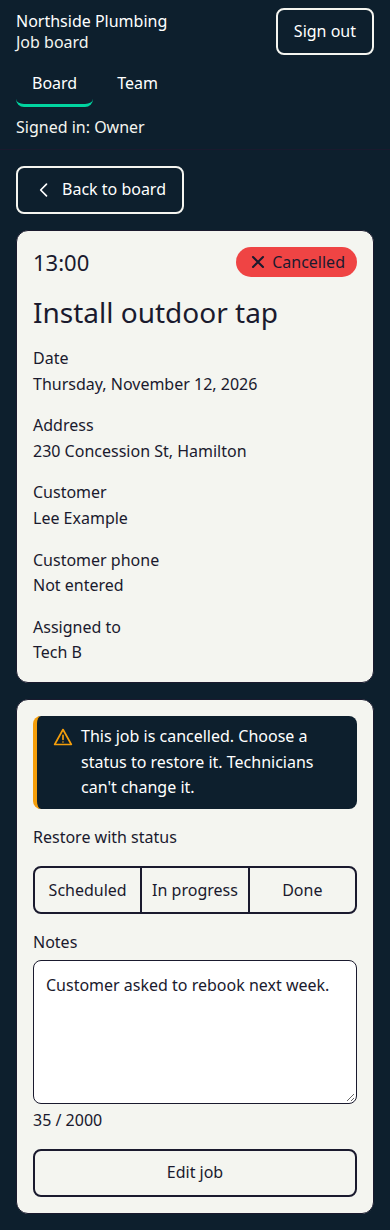 Northside Plumbing
Job board
Sign out
Board
Team
Signed in: Owner
Back to board
13:00
Cancelled
Install outdoor tap
Date
Thursday, November 12, 2026
Address
230 Concession St, Hamilton
Customer
Lee Example
Customer phone
Not entered
Assigned to
Tech B
This job is cancelled. Choose a
status to restore it. Technicians
can't change it.
Restore with status
Scheduled
In progress
Done
Notes
Customer asked to rebook next week.
35 / 2000
Edit job